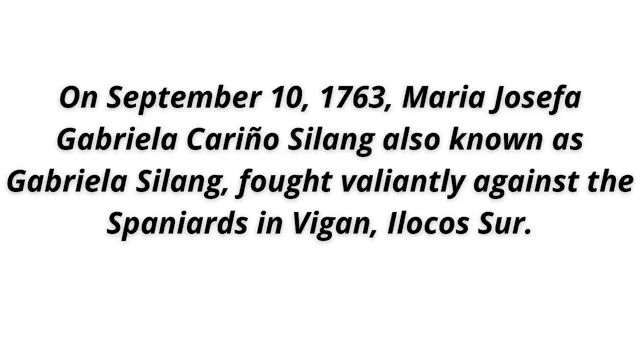 On September 10, 1763, Maria Josefa
Gabriela Cariño Silang also known as
Gabriela Silang, fought valiantly against the
Spaniards in Vigan, Ilocos Sur.